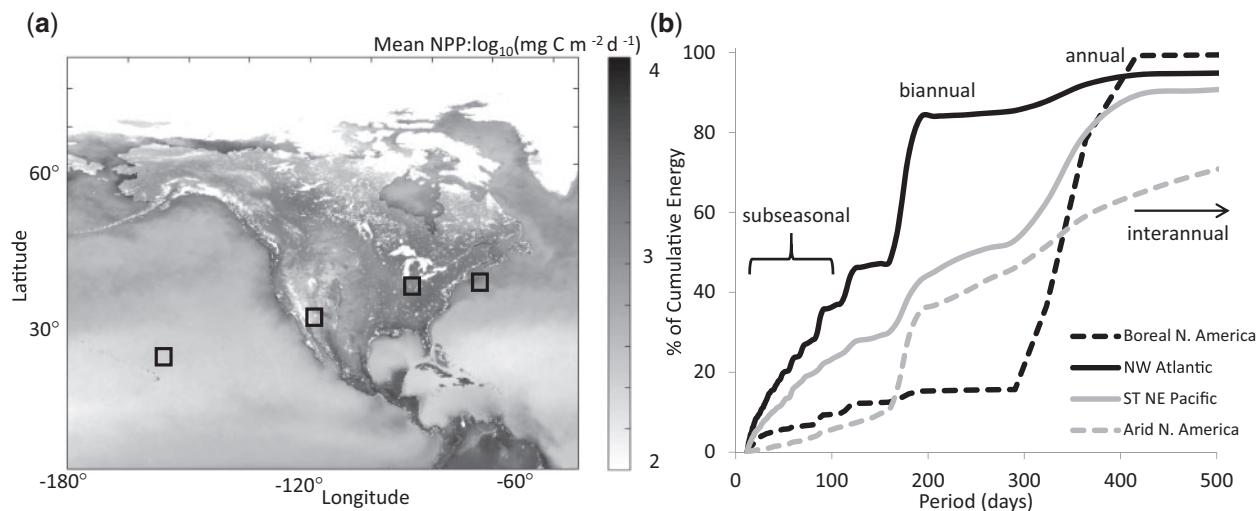 (a)
Mean NPP:log10(mg C m -2 d -1)
4
3
2
Latitude
60°
30°
-180°
-120°
-60°
Longitude
(b)
% of Cumulative Energy
100
80
60
40
20
0
0
100
200
300
400
500
Period (days)
subseasonal
biannual
annual
interannual
Boreal N. America
NW Atlantic
ST NE Pacific
Arid N. America